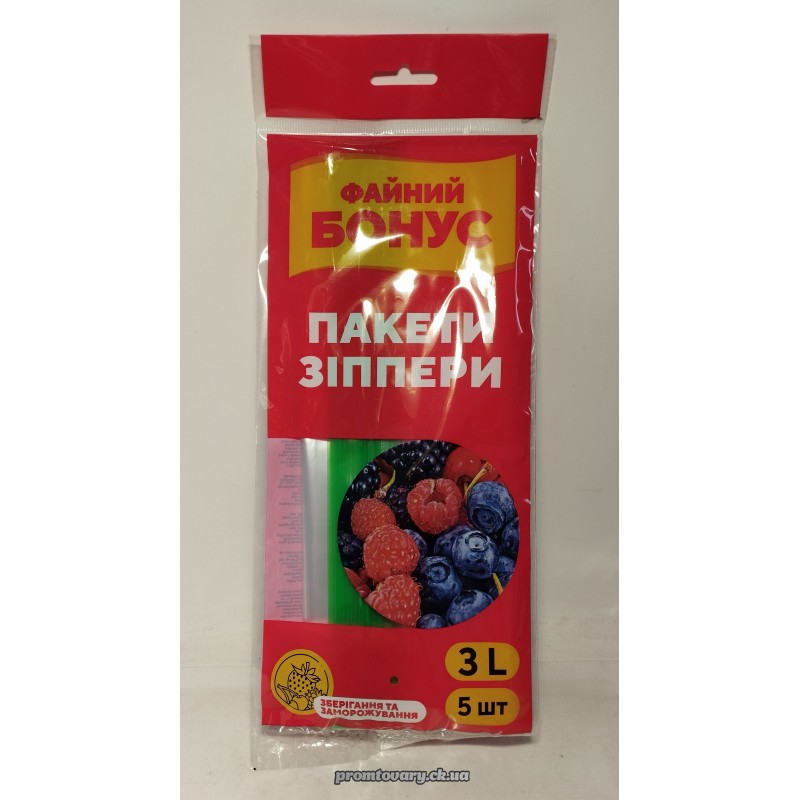 ФАЙНИЙ
БОНУС
ПАКЕТИ
ЗІППЕРИ
3 L
5 шт
ЗБЕРІГАННЯ ТА
ЗАМОРОЖУВАННЯ
promtovary.ck.ua